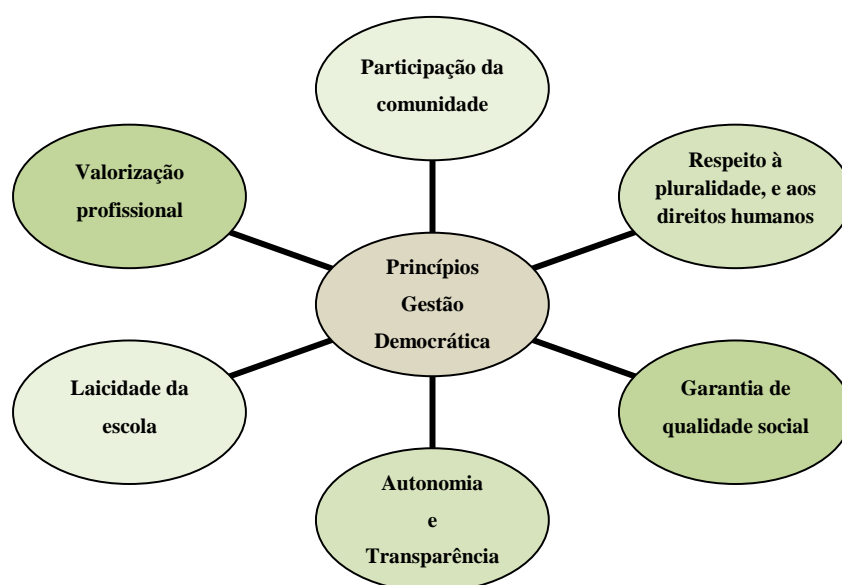 Participação da
comunidade
Valorização
profissional
Respeito à
pluralidade, e aos
direitos humanos
Princípios
Gestão
Democrática
Laicidade da
escola
Garantia de
qualidade social
Autonomia
e
Transparência